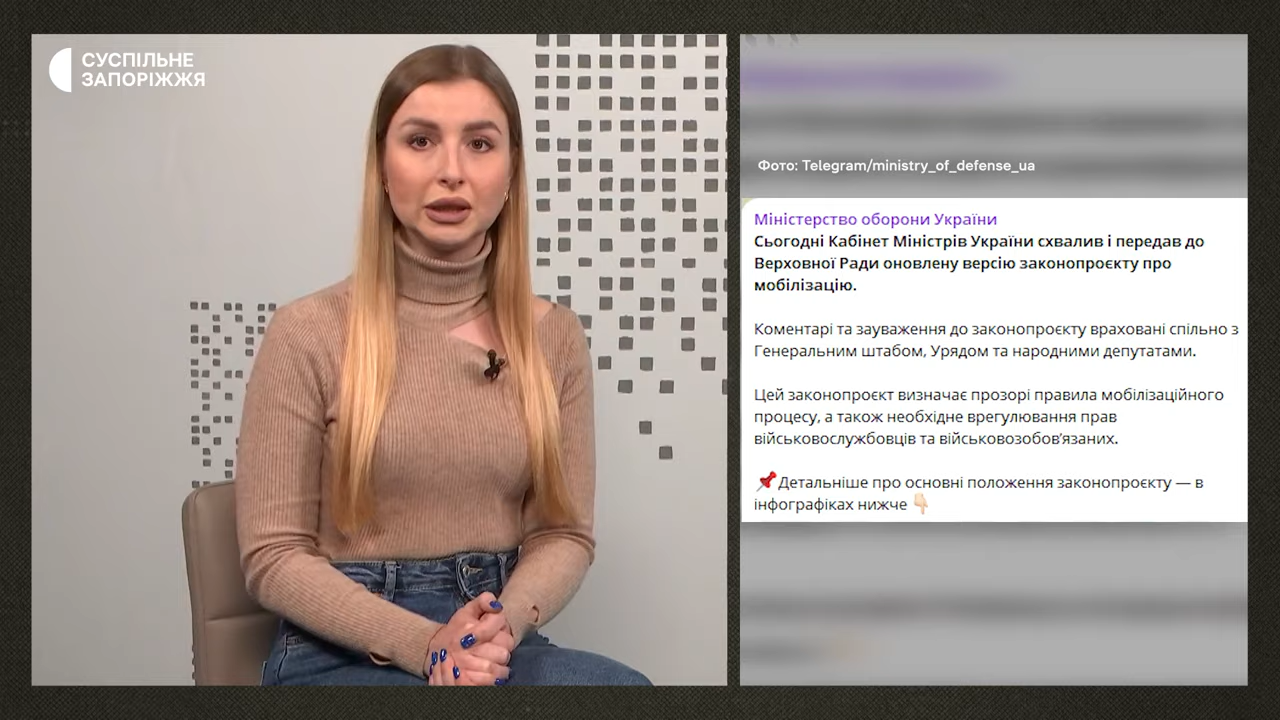 СУСПІЛЬНЕ
ЗАПОРІЖЖЯ
Фото: Telegram/ministry_of_defense_ua
Міністерство оборони України
Сьогодні Кабінет Міністрів України схвалив і передав до
Верховної Ради оновлену версію законопроєкту про
мобілізацію.
Коментарі та зауваження до законопроєкту враховані спільно з
Генеральним штабом, Урядом та народними депутатами.
Цей законопроєкт визначає прозорі правила мобілізаційного
процесу, а також необхідне врегулювання прав
військовослужбовців та військовозобов'язаних.
📌Детальніше про основні положення законопроєкту — в
інфографіках нижче 👇🏻